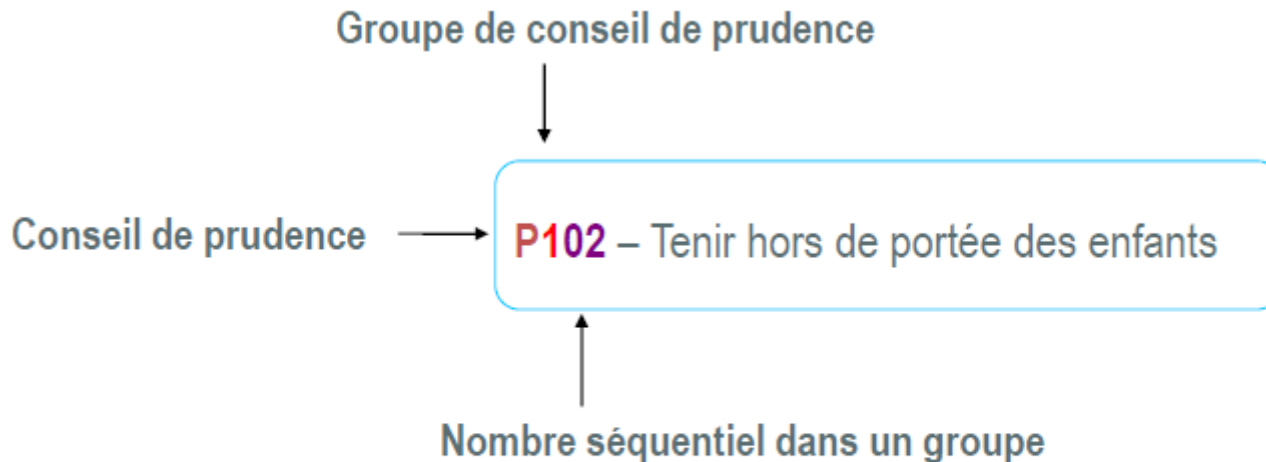 Groupe de conseil de prudence
Conseil de prudence
P102 – Tenir hors de portée des enfants
Nombre séquentiel dans un groupe